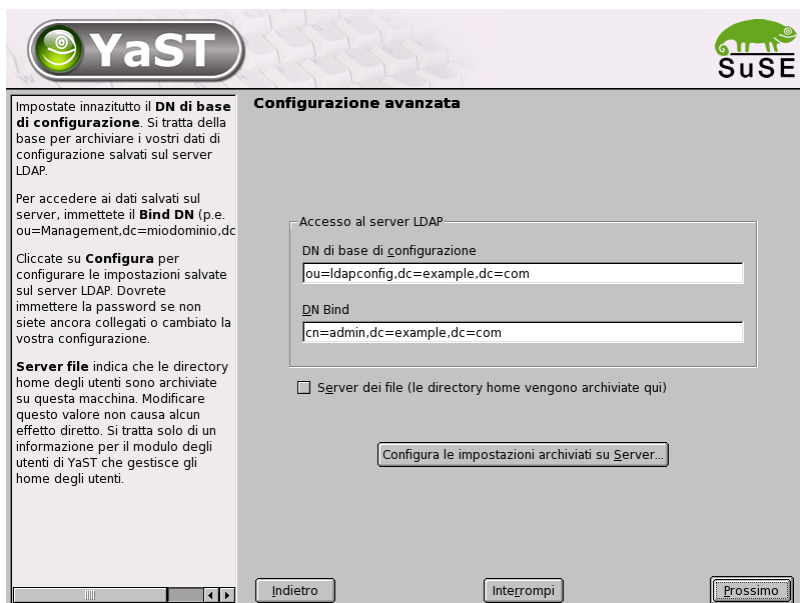 YaST
SuSE
Impostate innazitutto il DN di base
di configurazione. Si tratta della
base per archiviare i vostri dati di
configurazione salvati sul server
LDAP.
Per accedere ai dati salvati sul
server, immettete il Bind DN (p.e.
ou=Management,dc=miodominio,dc
Cliccate su Configura per
configurare le impostazioni salvate
sul server LDAP. Dovrete
immettere la password se non
siete ancora collegati o cambiato la
vostra configurazione.
Server file indica che le directory
home degli utenti sono archiviate
su questa macchina. Modificare
questo valore non causa alcun
effetto diretto. Si tratta solo di un
informazione per il modulo degli
utenti di YaST che gestisce gli
home degli utenti.
Configurazione avanzata
Accesso al server LDAP
DN di base di configurazione
ou=ldapconfig,dc=example,dc=com
DN Bind
cn=admin,dc=example,dc=com
Server dei file (le directory home vengono archiviate qui)
Configura le impostazioni archiviati su Server...
Indietro
Interrompi
Prossimo